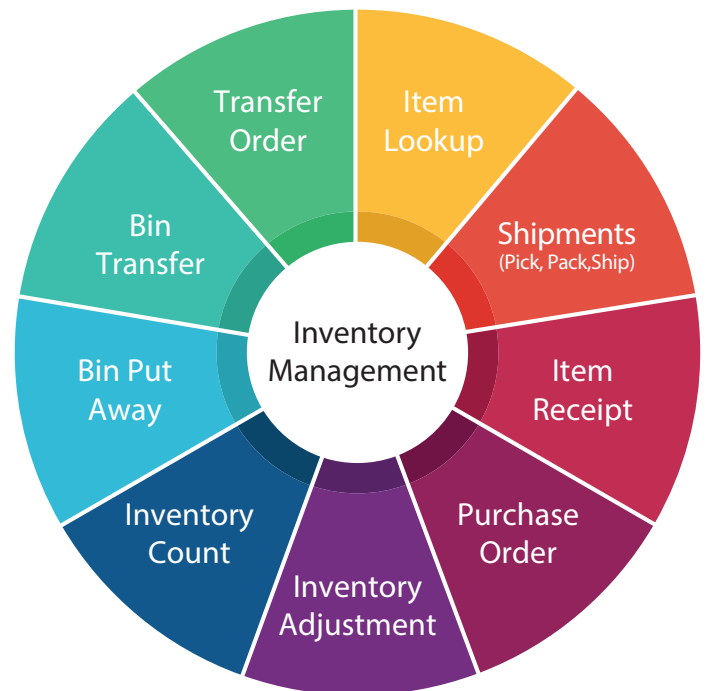 Inventory
Management
Item
Lookup
Shipments
(Pick, Pack,Ship)
Item
Receipt
Purchase
Order
Inventory
Adjustment
Inventory
Count
Bin Put
Away
Bin
Transfer
Transfer
Order